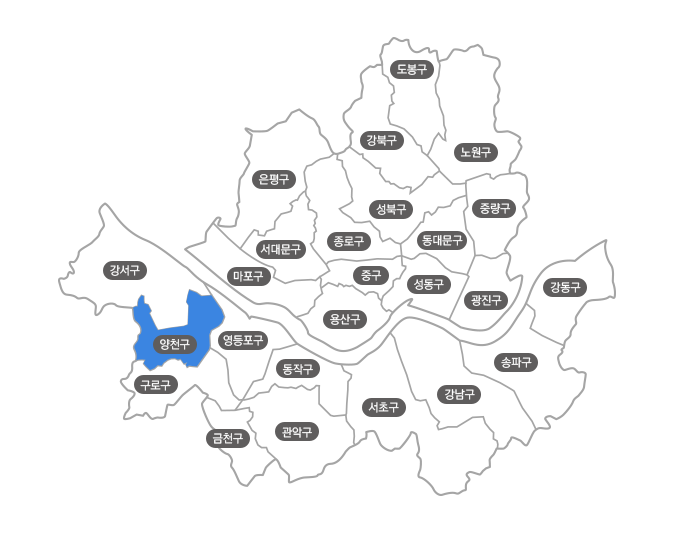 도봉구
강북구
노원구
은평구
성북구
중랑구
서대문구
종로구
동대문구
강서구
마포구
중구
성동구
강동구
광진구
용산구
양천구
영등포구
동작구
송파구
구로구
강남구
서초구
금천구
관악구